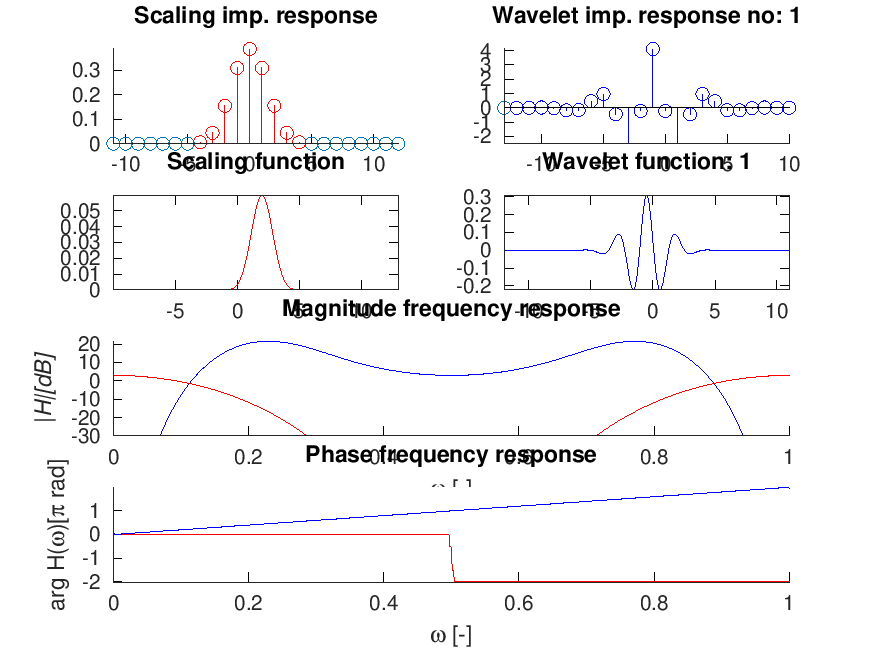 Scaling imp. response
Wavelet imp. response no: 1
0.3
0.2
0.1
0
-10 -5 0 5 10
4
3
2
1
0
-1
-2
-10 -5 0 5 10
Scaling function
Wavelet function: 1
0.05
0.04
0.03
0.02
0.01
0
-5 0 5 10
0.3
0.2
0.1
0
-0.1
-0.2
-10 -5 0 5 10
Magnitude frequency response
|H|[dB]
20
10
0
-10
-20
-30
0 0.2 0.4 0.6 0.8 1
ω [-]
Phase frequency response
arg H(ω)[π rad]
1
0
-1
-2
0 0.2 0.4 0.6 0.8 1
ω [-]